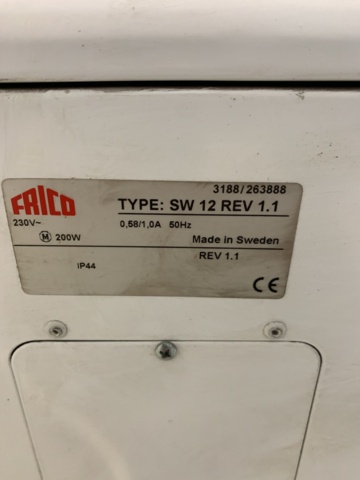 3188/263888
FRICO
TYPE: SW 12 REV 1.1
230V~
0,58/1,0A 50Hz
M 200W
Made in Sweden
IP44
REV 1.1
CE